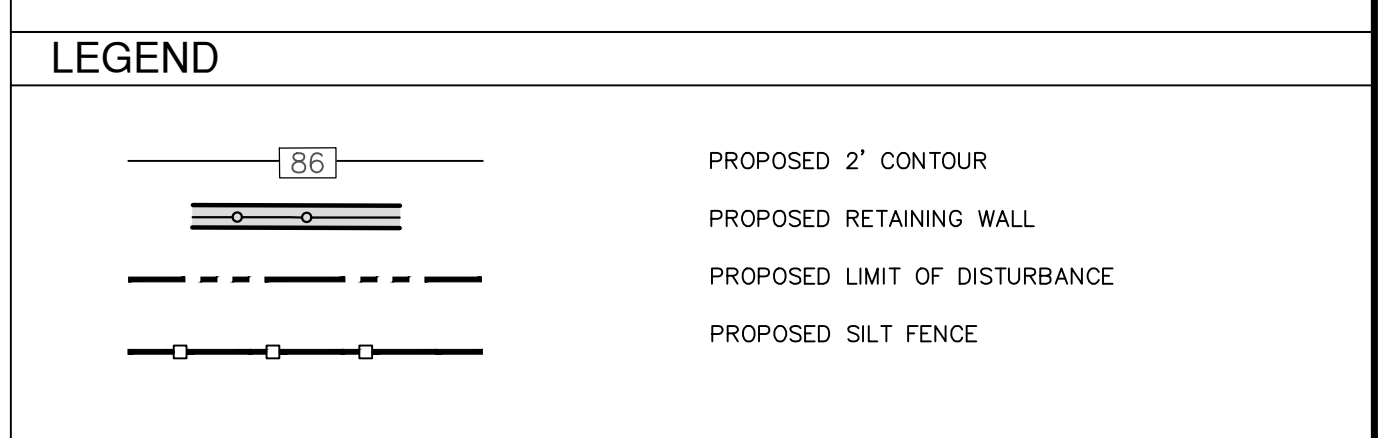 LEGEND
86 PROPOSED 2' CONTOUR
PROPOSED RETAINING WALL
PROPOSED LIMIT OF DISTURBANCE
PROPOSED SILT FENCE